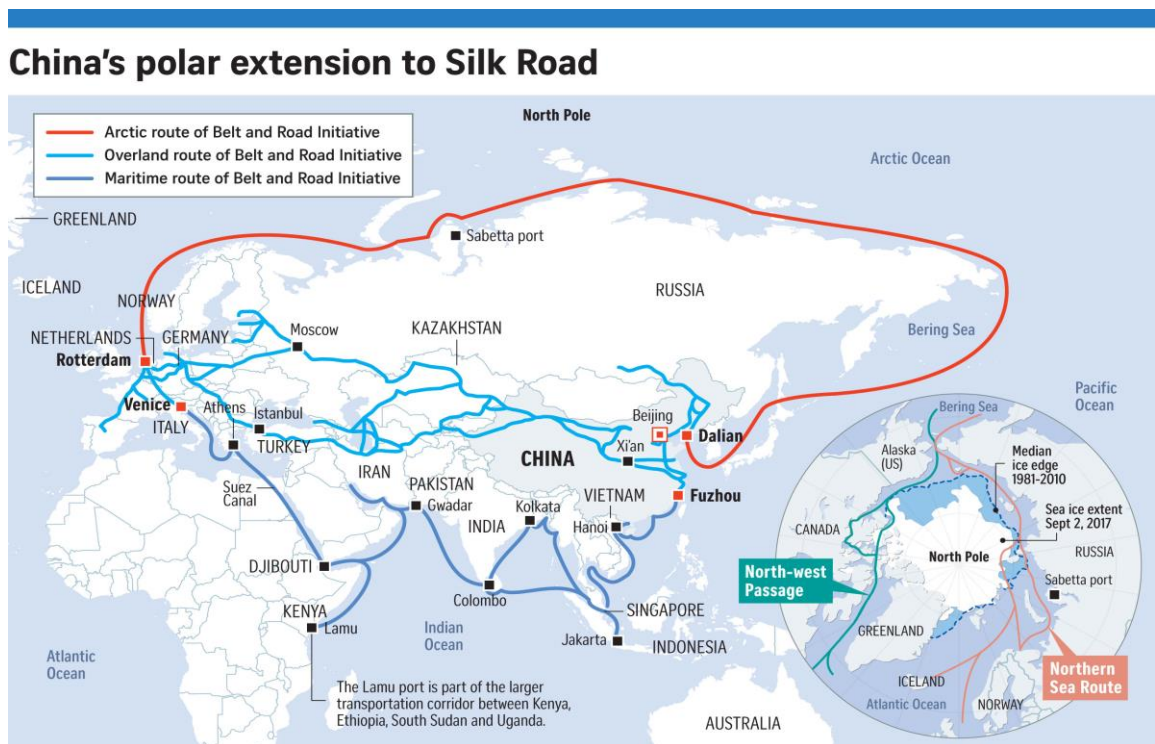 China's polar extension to Silk Road
Arctic route of Belt and Road Initiative
Overland route of Belt and Road Initiative
Maritime route of Belt and Road Initiative
North Pole
Arctic Ocean
GREENLAND
Sabetta port
ICELAND
NORWAY
RUSSIA
Bering Sea
NETHERLANDS
GERMANY
Moscow
KAZAKHSTAN
Rotterdam
Pacific
Ocean
Venice
ITALY
Athens
Istanbul
TURKEY
Beijing
Dalian
Xi'an
CHINA
IRAN
Suez
Canal
PAKISTAN
Gwadar
INDIA
Kolkata
VIETNAM
Hanoi
Fuzhou
DJIBOUTI
KENYA
Lamu
Colombo
SINGAPORE
Jakarta
INDONESIA
Indian
Ocean
Atlantic
Ocean
The Lamu port is part of the larger
transportation corridor between Kenya,
Ethiopia, South Sudan and Uganda.
AUSTRALIA
Bering Sea
Alaska
(US)
Median
ice edge
1981-2010
Sea ice extent
Sept 2, 2017
CANADA
North Pole
RUSSIA
Sabetta port
North-west
Passage
GREENLAND
ICELAND
Atlantic Ocean
NORWAY
Northern
Sea Route